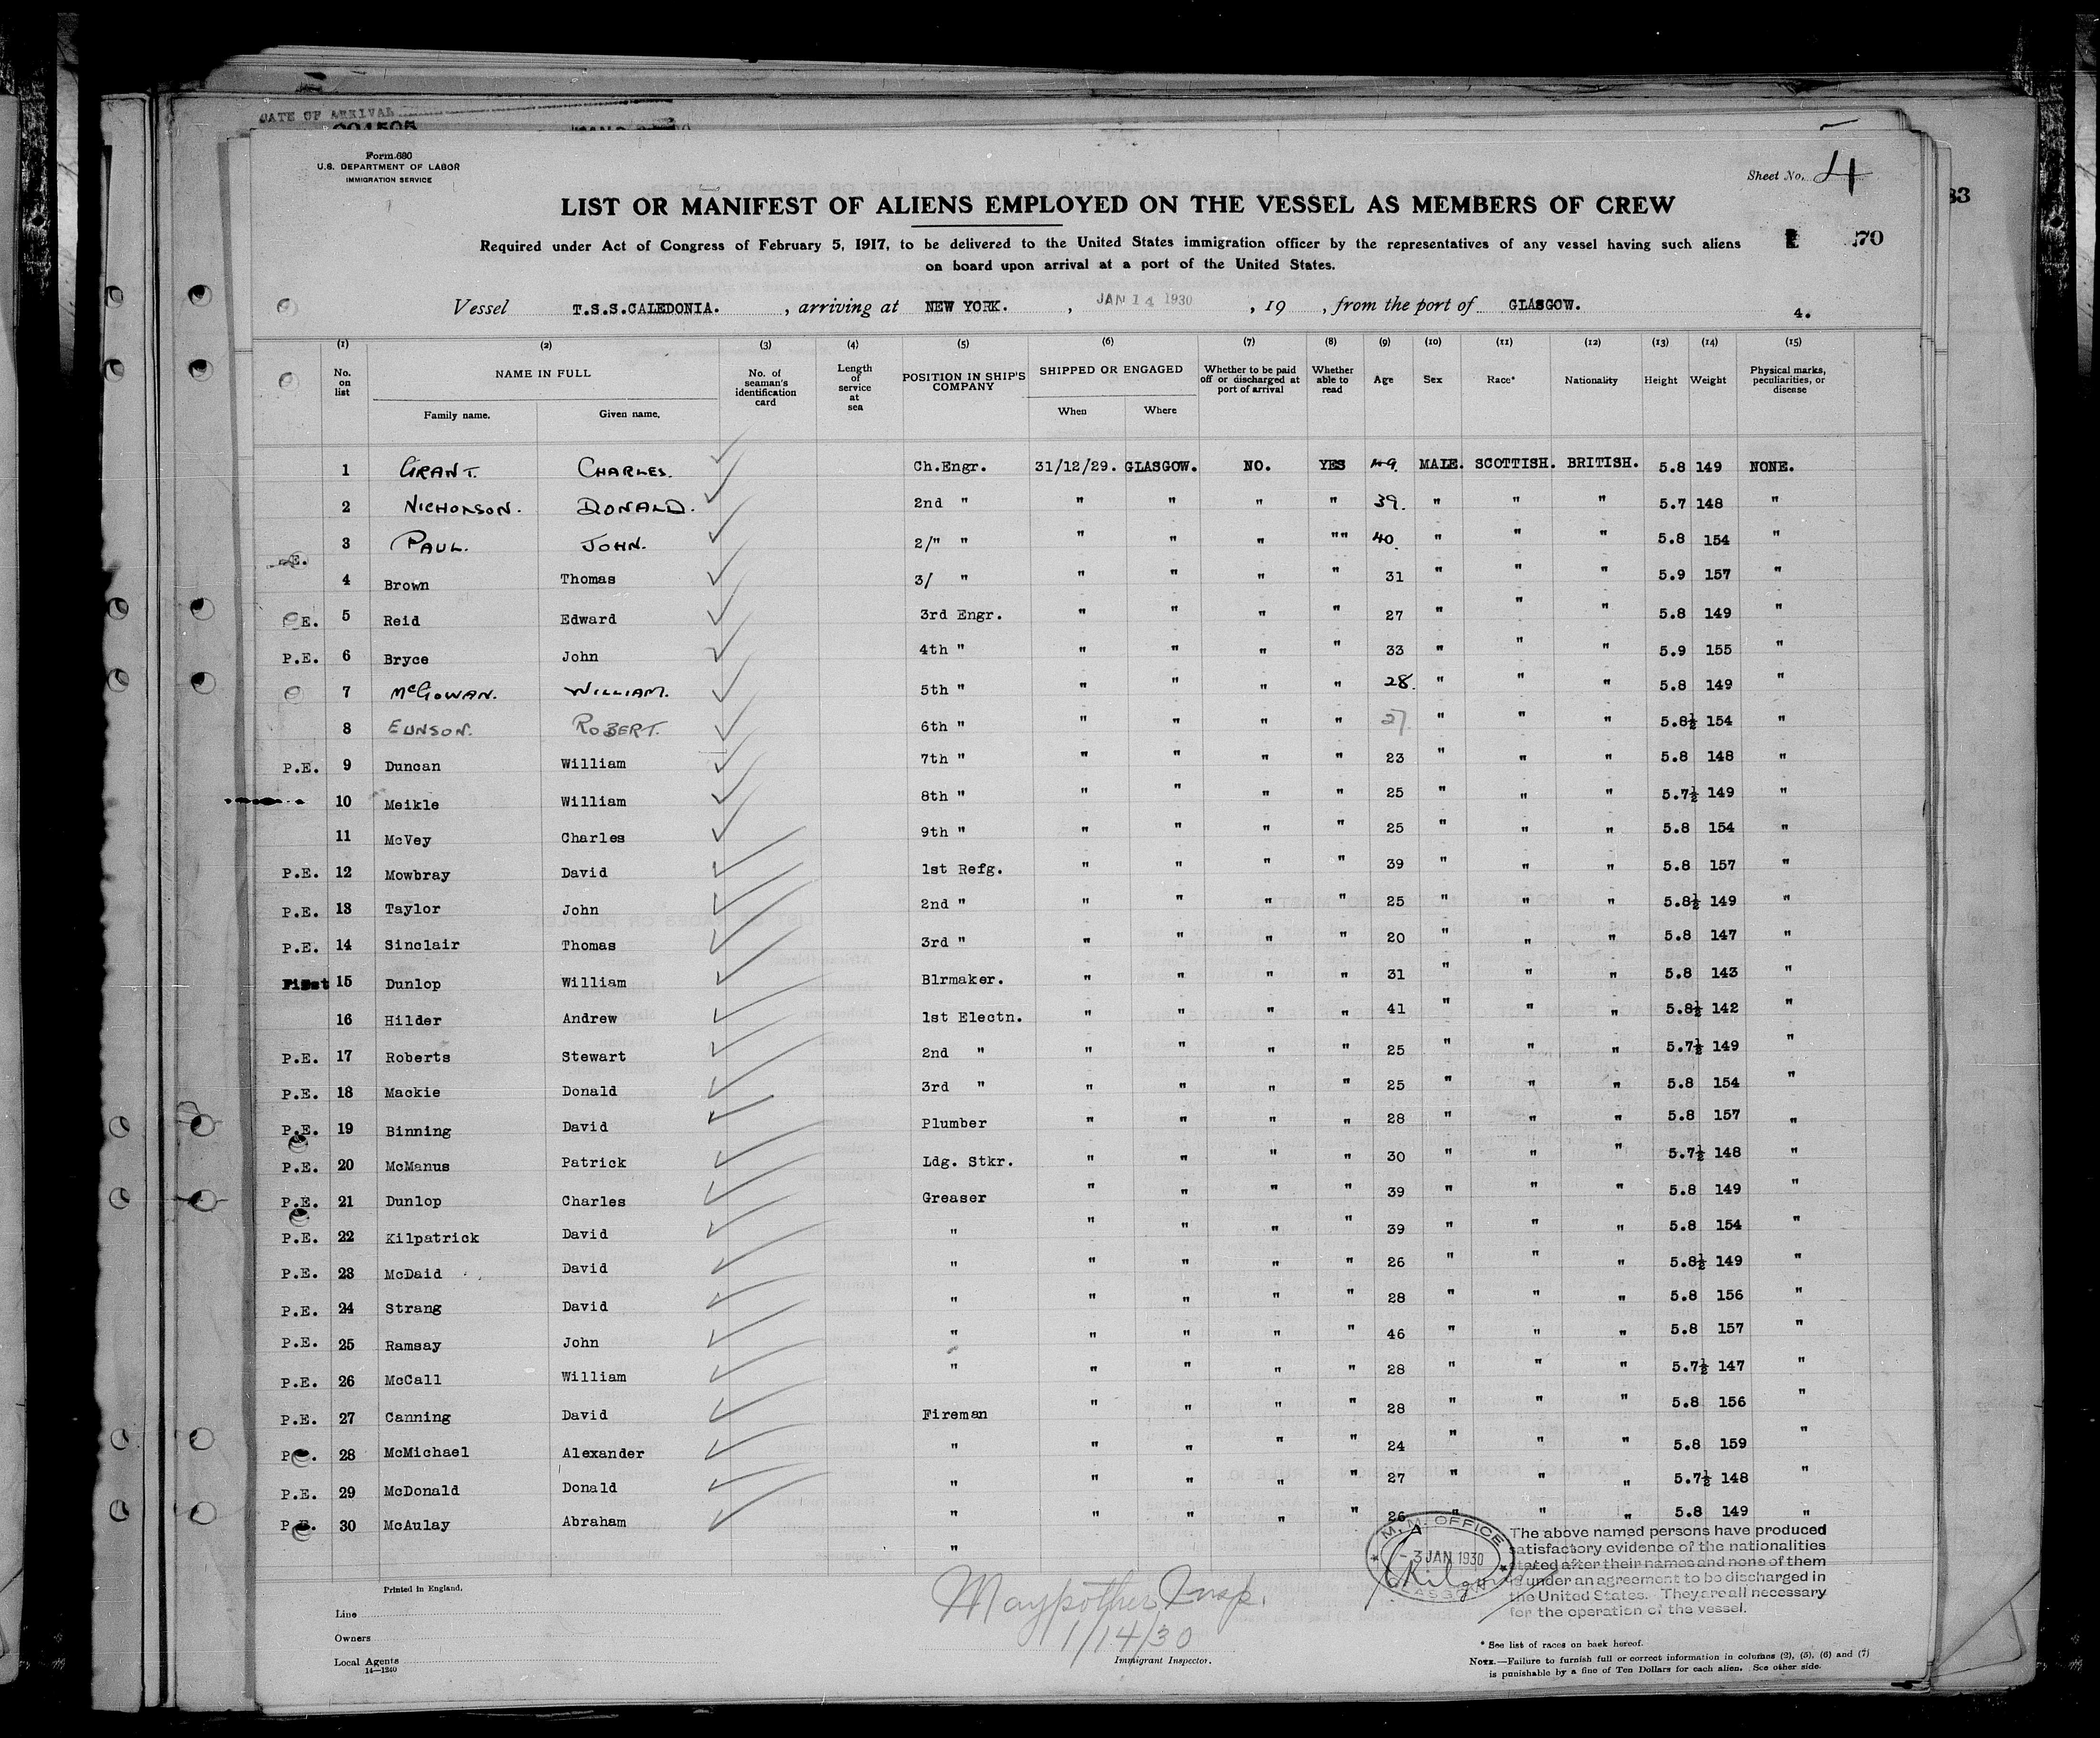 DATE OF ARRIVAL
Form 680
U.S. DEPARTMENT OF LABOR
IMMIGRATION SERVICE
Sheet No. 4
83
LIST OR MANIFEST OF ALIENS EMPLOYED ON THE VESSEL AS MEMBERS OF CREW
Required under Act of Congress of February 5, 1917, to be delivered to the United States immigration officer by the representatives of any vessel having such aliens
on board upon arrival at a port of the United States.
70
Vessel T.S.S.CALEDONIA. , arriving at NEW YORK. , JAN 14 1930 , 19 , from the port of GLASGOW.
4.
(1) (2) (3) (4) (5) (6) (7) (8) (9) (10) (11) (12) (13) (14) (15)
No. on list NAME IN FULL Family name. Given name. No. of seaman's identification card Length of service at sea POSITION IN SHIP'S COMPANY SHIPPED OR ENGAGED When Where Whether to be paid off or discharged at port of arrival Whether able to read Age Sex Race* Nationality Height Weight Physical marks, peculiarities, or disease
1 GRANT. CHARLES. Ch.Engr. 31/12/29. GLASGOW. NO. YES 49. MALE. SCOTTISH. BRITISH. 5.8 149 NONE.
2 NICHOLSON. DONALD. 2nd " " " " " 39. " " " 5.7 148 "
3 PAUL. JOHN. 2/" " " " " "" 40. " " " 5.8 154 "
E. 4 Brown Thomas 3/ " " " " " 31 " " " 5.9 157 "
E. 5 Reid Edward 3rd Engr. " " " " 27 " " " 5.8 149 "
P.E. 6 Bryce John 4th " " " " " 33 " " " 5.9 155 "
7 McGOWAN. WILLIAM. 5th " " " " " 28. " " " 5.8 149 "
8 EUNSON. ROBERT. 6th " " " " " 27. " " " 5.8½ 154 "
P.E. 9 Duncan William 7th " " " " " 23 " " " 5.8 148 "
10 Meikle William 8th " " " " " 25 " " " 5.7½ 149 "
11 McVey Charles 9th " " " " " 25 " " " 5.8 154 "
P.E. 12 Mowbray David 1st Refg. " " " " 39 " " " 5.8 157 "
P.E. 13 Taylor John 2nd " " " " " 25 " " " 5.8½ 149 "
P.E. 14 Sinclair Thomas 3rd " " " " " 20 " " " 5.8 147 "
First 15 Dunlop William Blrmaker. " " " " 31 " " " 5.8 143 "
16 Hilder Andrew 1st Electn. " " " " 41 " " " 5.8½ 142 "
P.E. 17 Roberts Stewart 2nd " " " " " 25 " " " 5.7½ 149 "
P.E. 18 Mackie Donald 3rd " " " " " 25 " " " 5.8 154 "
P.E. 19 Binning David Plumber " " " " 28 " " " 5.8 157 "
P.E. 20 McManus Patrick Ldg. Stkr. " " " " 30 " " " 5.7½ 148 "
P.E. 21 Dunlop Charles Greaser " " " " 39 " " " 5.8 149 "
P.E. 22 Kilpatrick David " " " " " 39 " " " 5.8 154 "
P.E. 23 McDaid David " " " " " 26 " " " 5.8½ 149 "
P.E. 24 Strang David " " " " " 28 " " " 5.8 156 "
P.E. 25 Ramsay John " " " " " 46 " " " 5.8 157 "
P.E. 26 McCall William " " " " " 28 " " " 5.7½ 147 "
P.E. 27 Canning David Fireman " " " " 28 " " " 5.8 156 "
P. . 28 McMichael Alexander " " " " " 24 " " " 5.8 159 "
P.E. 29 McDonald Donald " " " " " 27 " " " 5.7½ 148 "
P.E. 30 McAulay Abraham " " " " " 26 " " " 5.8 149 "
"
M. M. OFFICE
- 3 JAN 1930
GLASGOW
The above named persons have produced
satisfactory evidence of the nationalities
stated after their names and none of them
is under an agreement to be discharged in
the United States. They are all necessary
for the operation of the vessel.
Printed in England.
Line
Owners
Local Agents
14—1240
Insp.
1/14/30
Immigrant Inspector.
* See list of races on back hereof.
NOTE.—Failure to furnish full or correct information in columns (2), (5), (6) and (7)
is punishable by a fine of Ten Dollars for each alien. See other side.